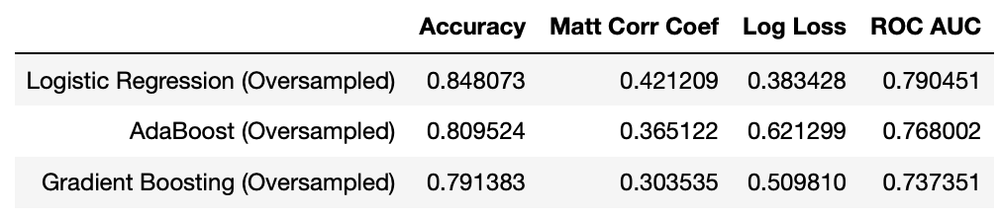 Accuracy Matt Corr Coef Log Loss ROC AUC
Logistic Regression (Oversampled) 0.848073 0.421209 0.383428 0.790451
AdaBoost (Oversampled) 0.809524 0.365122 0.621299 0.768002
Gradient Boosting (Oversampled) 0.791383 0.303535 0.509810 0.737351